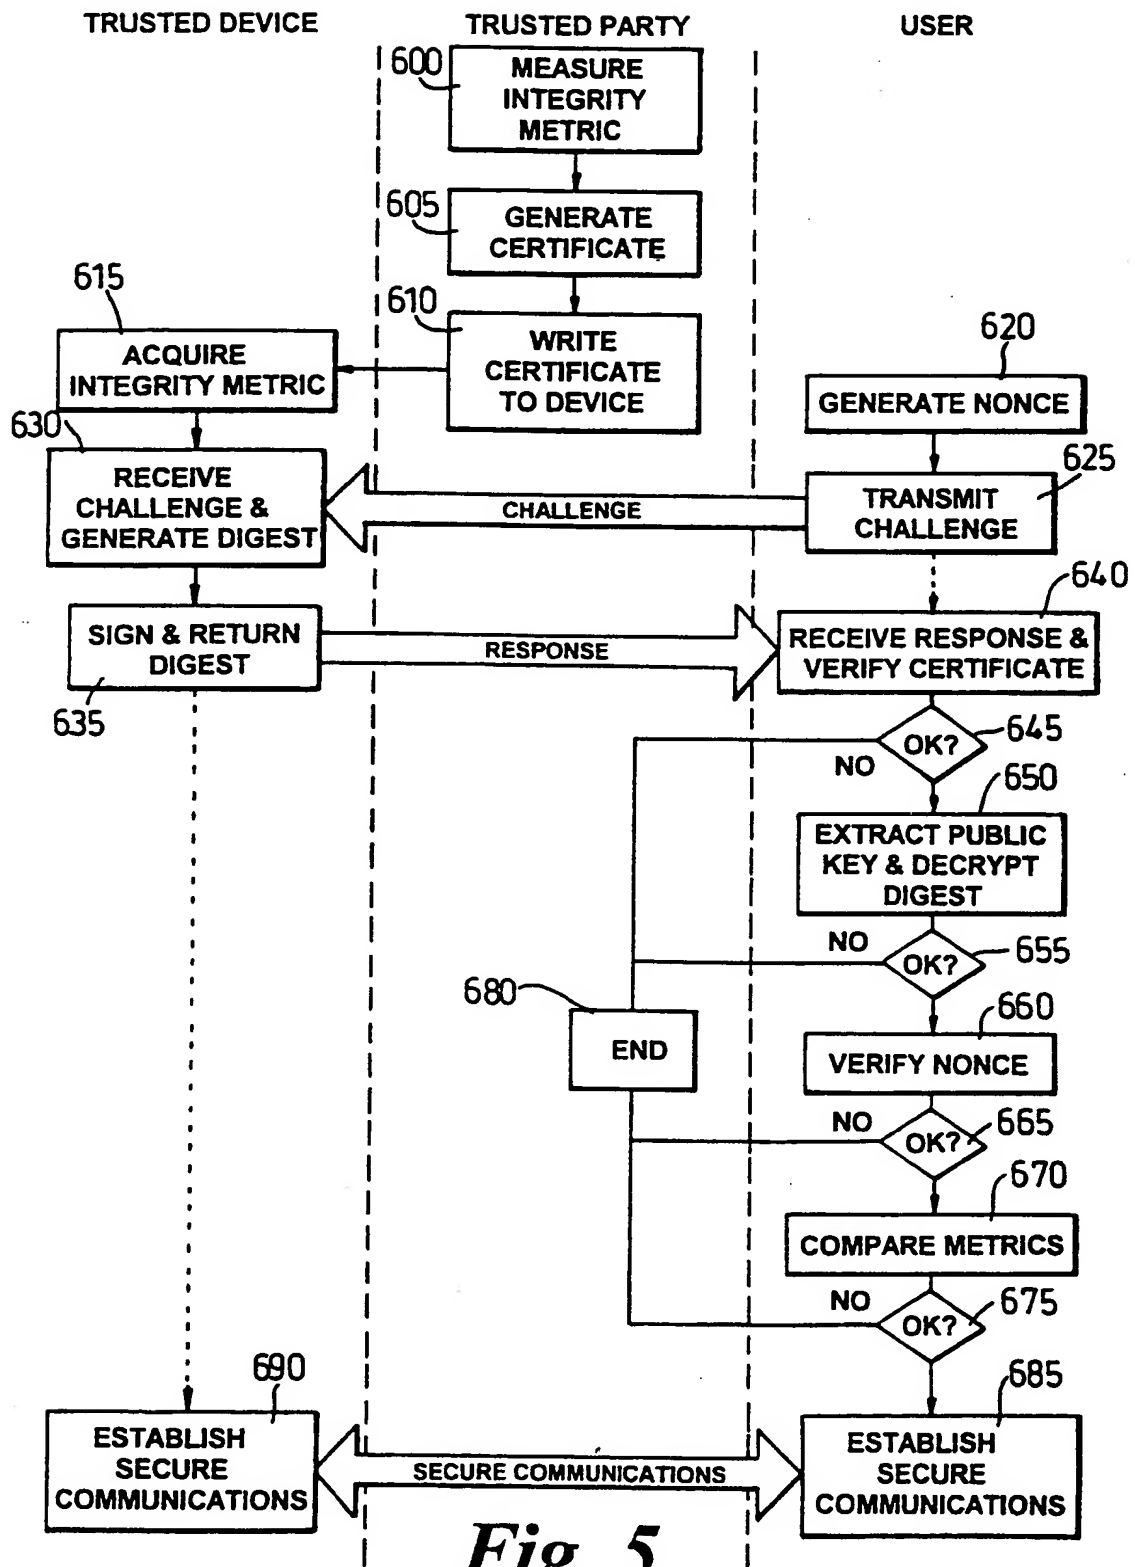 TRUSTED DEVICE
TRUSTED PARTY
USER
600
MEASURE
INTEGRITY
METRIC
605
GENERATE
CERTIFICATE
610
WRITE
CERTIFICATE
TO DEVICE
615
ACQUIRE
INTEGRITY METRIC
620
GENERATE NONCE
625
TRANSMIT
CHALLENGE
CHALLENGE
630
RECEIVE
CHALLENGE &
GENERATE DIGEST
635
SIGN & RETURN
DIGEST
RESPONSE
640
RECEIVE RESPONSE &
VERIFY CERTIFICATE
645
OK?
NO
650
EXTRACT PUBLIC
KEY & DECRYPT
DIGEST
655
OK?
NO
660
VERIFY NONCE
665
OK?
NO
670
COMPARE METRICS
675
OK?
NO
680
END
685
ESTABLISH
SECURE
COMMUNICATIONS
SECURE COMMUNICATIONS
690
ESTABLISH
SECURE
COMMUNICATIONS
Fig. 5